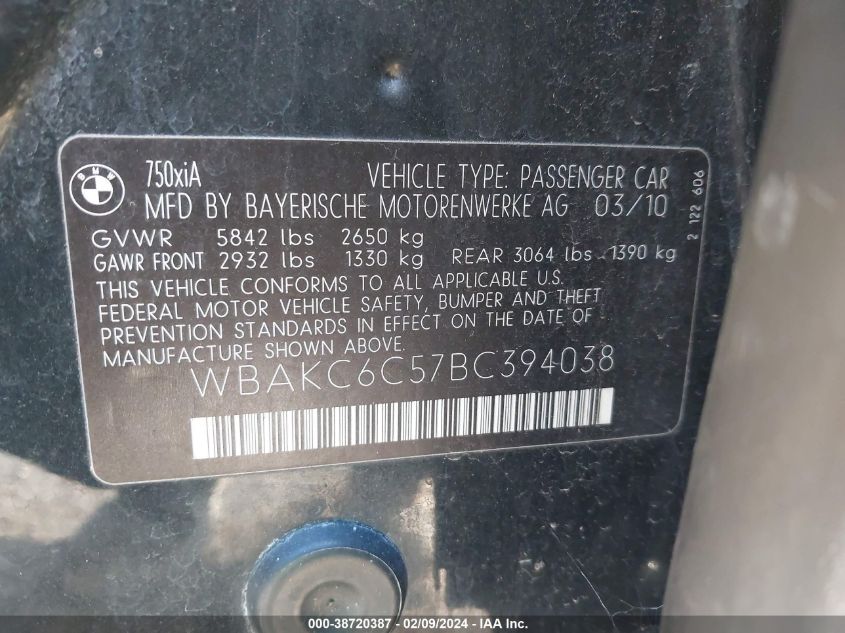 BMW
750xiA VEHICLE TYPE: PASSENGER CAR
MFD BY BAYERISCHE MOTORENWERKE AG 03/10
GVWR 5842 lbs 2650 kg
GAWR FRONT 2932 lbs 1330 kg REAR 3064 lbs 1390 kg
THIS VEHICLE CONFORMS TO ALL APPLICABLE U.S.
FEDERAL MOTOR VEHICLE SAFETY, BUMPER AND THEFT
PREVENTION STANDARDS IN EFFECT ON THE DATE OF
MANUFACTURE SHOWN ABOVE.
WBAKC6C57BC394038
2 122 606
000-38720387 - 02/09/2024 - IAAI.COM